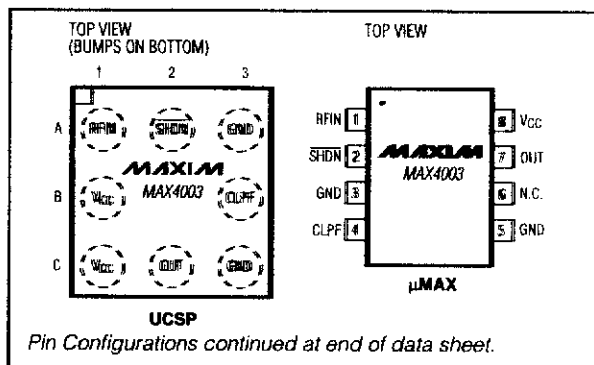 TOP VIEW
(BUMPS ON BOTTOM)
1 2 3
A RFIN SHDN GND
MAXIM
MAX4003
B VCC CLPF
C VCC OUT GND
UCSP
TOP VIEW
RFIN 1 8 VCC
SHDN 2 7 OUT
MAXIM
MAX4003
GND 3 6 N.C.
CLPF 4 5 GND
µMAX
Pin Configurations continued at end of data sheet.